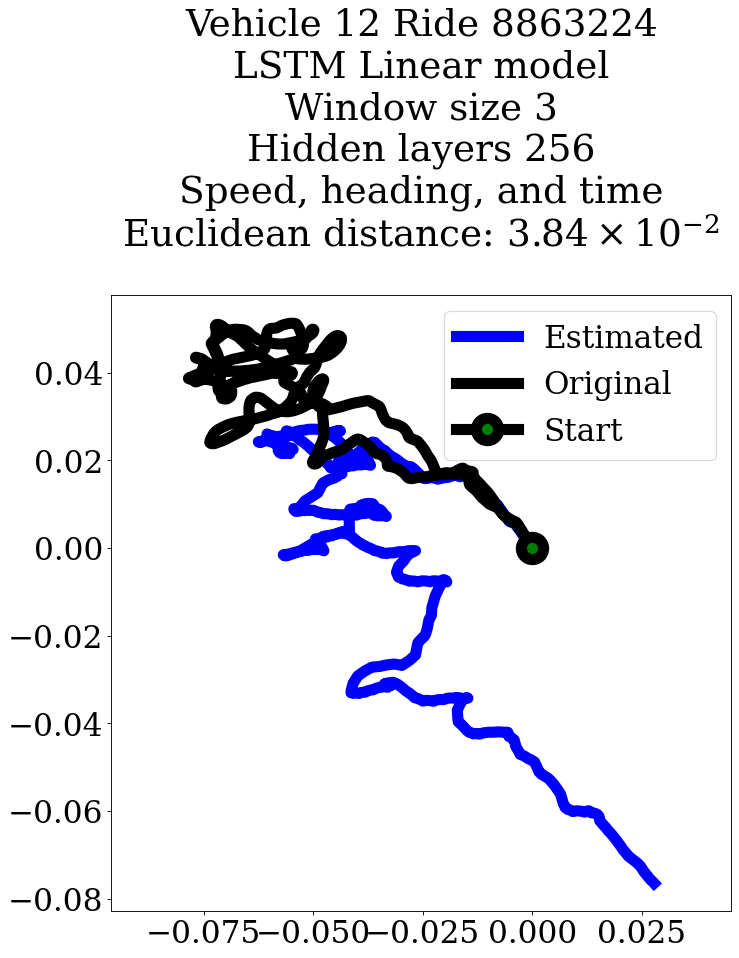 Vehicle 12 Ride 8863224
LSTM Linear model
Window size 3
Hidden layers 256
Speed, heading, and time
Euclidean distance: 3.84 × 10⁻²
Estimated
Original
Start
0.04
0.02
0.00
−0.02
−0.04
−0.06
−0.08
−0.075 −0.050 −0.025 0.000 0.025